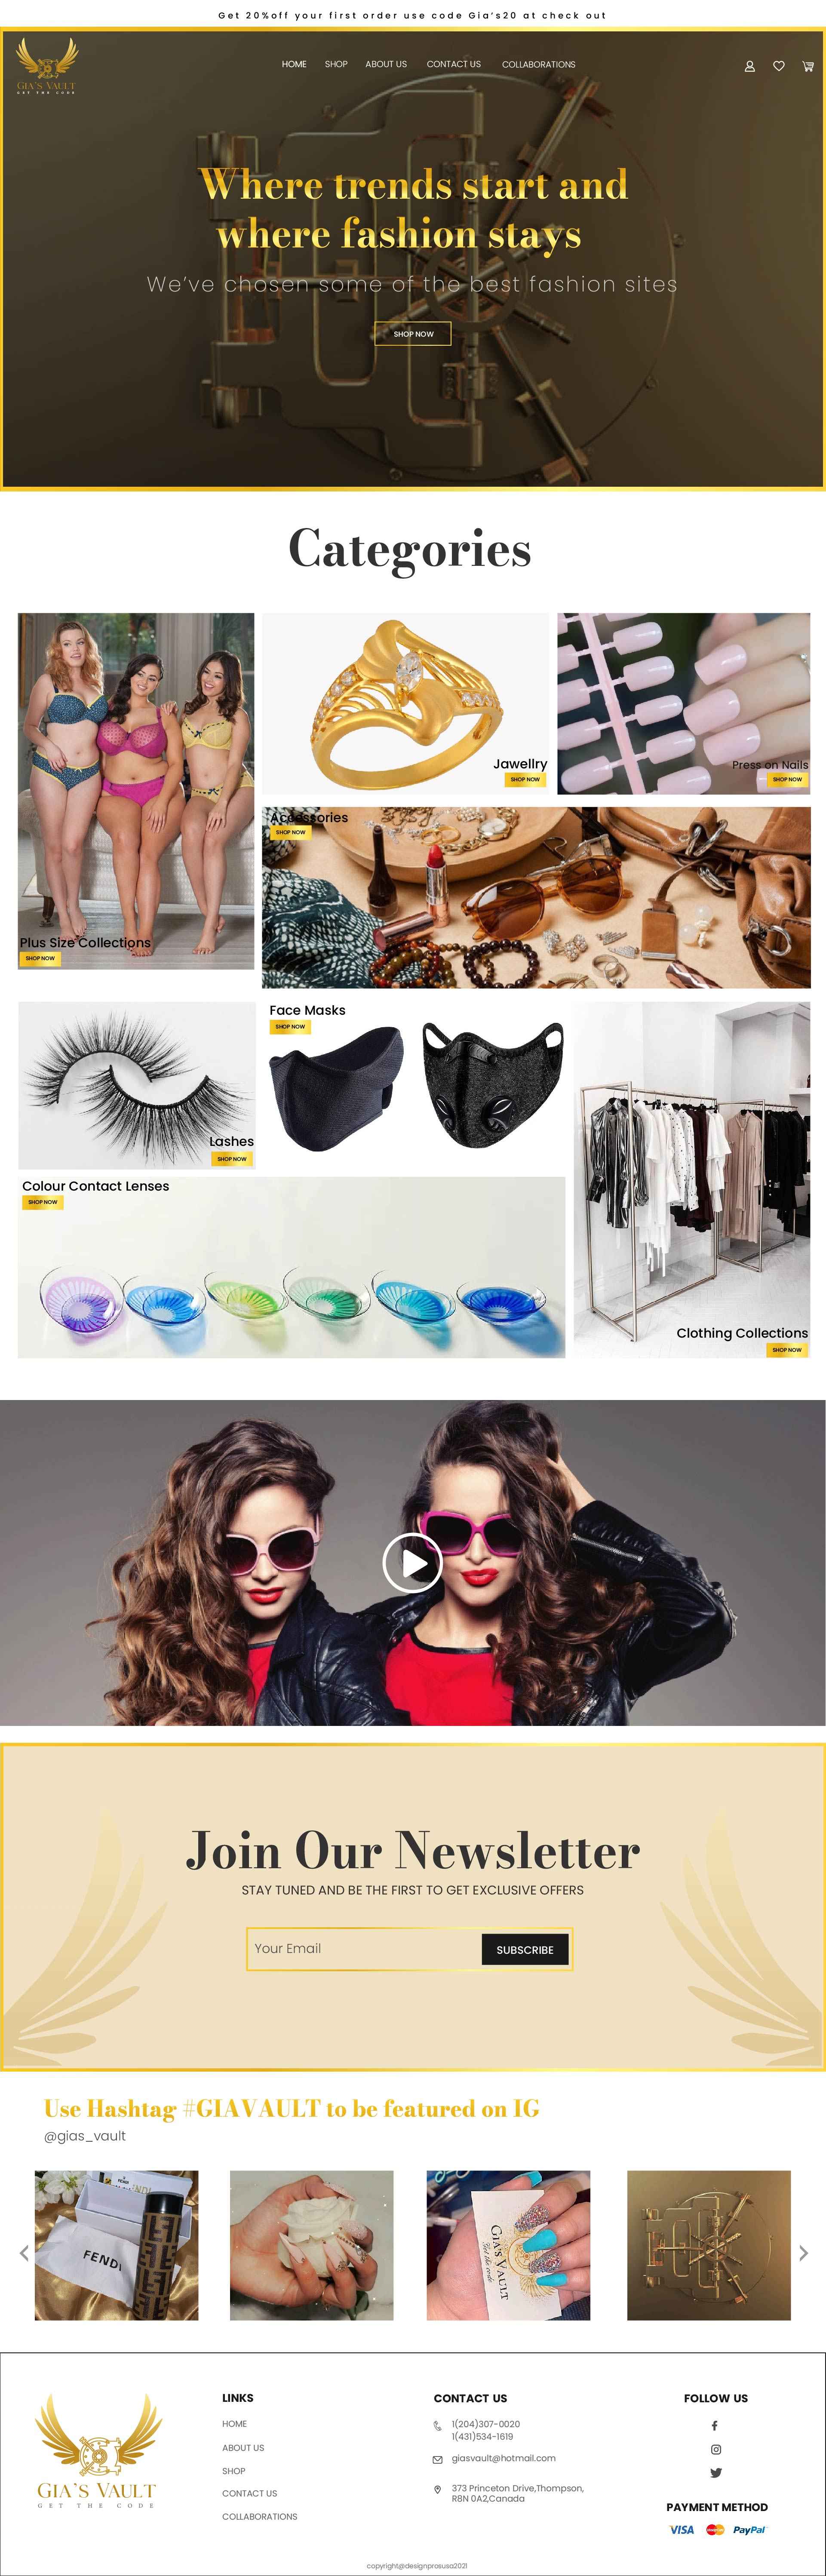 Get 20%off your first order use code Gia's20 at check out
GIA'S VAULT
GET THE CODE
HOME
SHOP
ABOUT US
CONTACT US
COLLABORATIONS
Where trends start and
where fashion stays
We've chosen some of the best fashion sites
SHOP NOW
Categories
Plus Size Collections
SHOP NOW
Jawellry
SHOP NOW
Press on Nails
SHOP NOW
Accessories
SHOP NOW
Lashes
SHOP NOW
Face Masks
SHOP NOW
Colour Contact Lenses
SHOP NOW
Clothing Collections
SHOP NOW
Join Our Newsletter
STAY TUNED AND BE THE FIRST TO GET EXCLUSIVE OFFERS
Your Email
SUBSCRIBE
Use Hashtag #GIAVAULT to be featured on IG
@gias_vault
FENDI
GIA'S VAULT
Get the code
GIA'S VAULT
GET THE CODE
LINKS
HOME
ABOUT US
SHOP
CONTACT US
COLLABORATIONS
CONTACT US
1(204)307-0020
1(431)534-1619
giasvault@hotmail.com
373 Princeton Drive,Thompson,
R8N 0A2,Canada
FOLLOW US
PAYMENT METHOD
VISA
PayPal
copyright@designprosusa2021